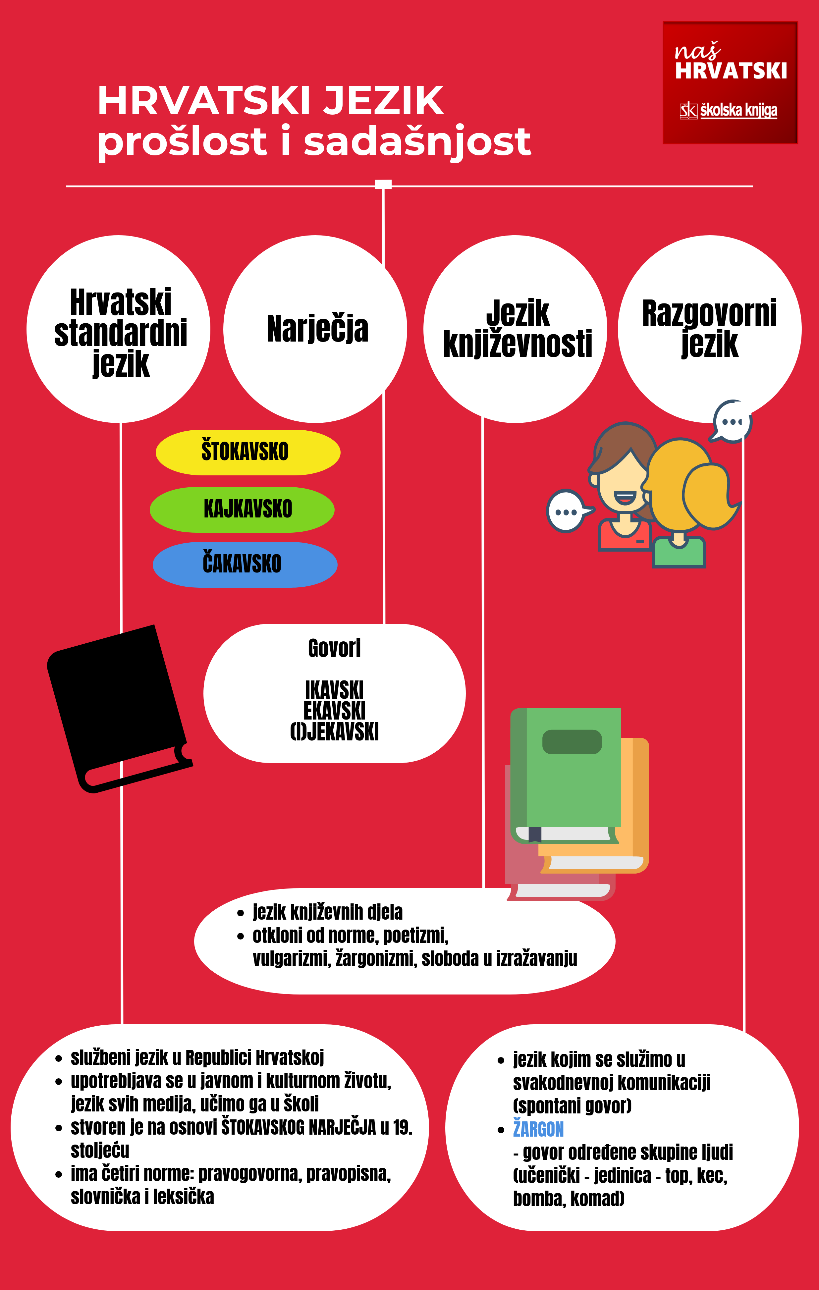 naš
HRVATSKI
sk školska knjiga
HRVATSKI JEZIK
prošlost i sadašnjost
Hrvatski
standardni
jezik
Narječja
Jezik
književnosti
Razgovorni
jezik
ŠTOKAVSKO
KAJKAVSKO
ČAKAVSKO
Govori
IKAVSKI
EKAVSKI
(I)JEKAVSKI
• jezik književnih djela
• otkloni od norme, poetizmi,
vulgarizmi, žargonizmi, sloboda u izražavanju
• službeni jezik u Republici Hrvatskoj
• upotrebljava se u javnom i kulturnom životu,
jezik svih medija, učimo ga u školi
• stvoren je na osnovi ŠTOKAVSKOG NARJEČJA u 19.
stoljeću
• ima četiri norme: pravogovorna, pravopisna,
slovnička i leksička
• jezik kojim se služimo u
svakodnevnoj komunikaciji
(spontani govor)
• ŽARGON
- govor određene skupine ljudi
(učenički - jedinica - top, kec,
bomba, komad)